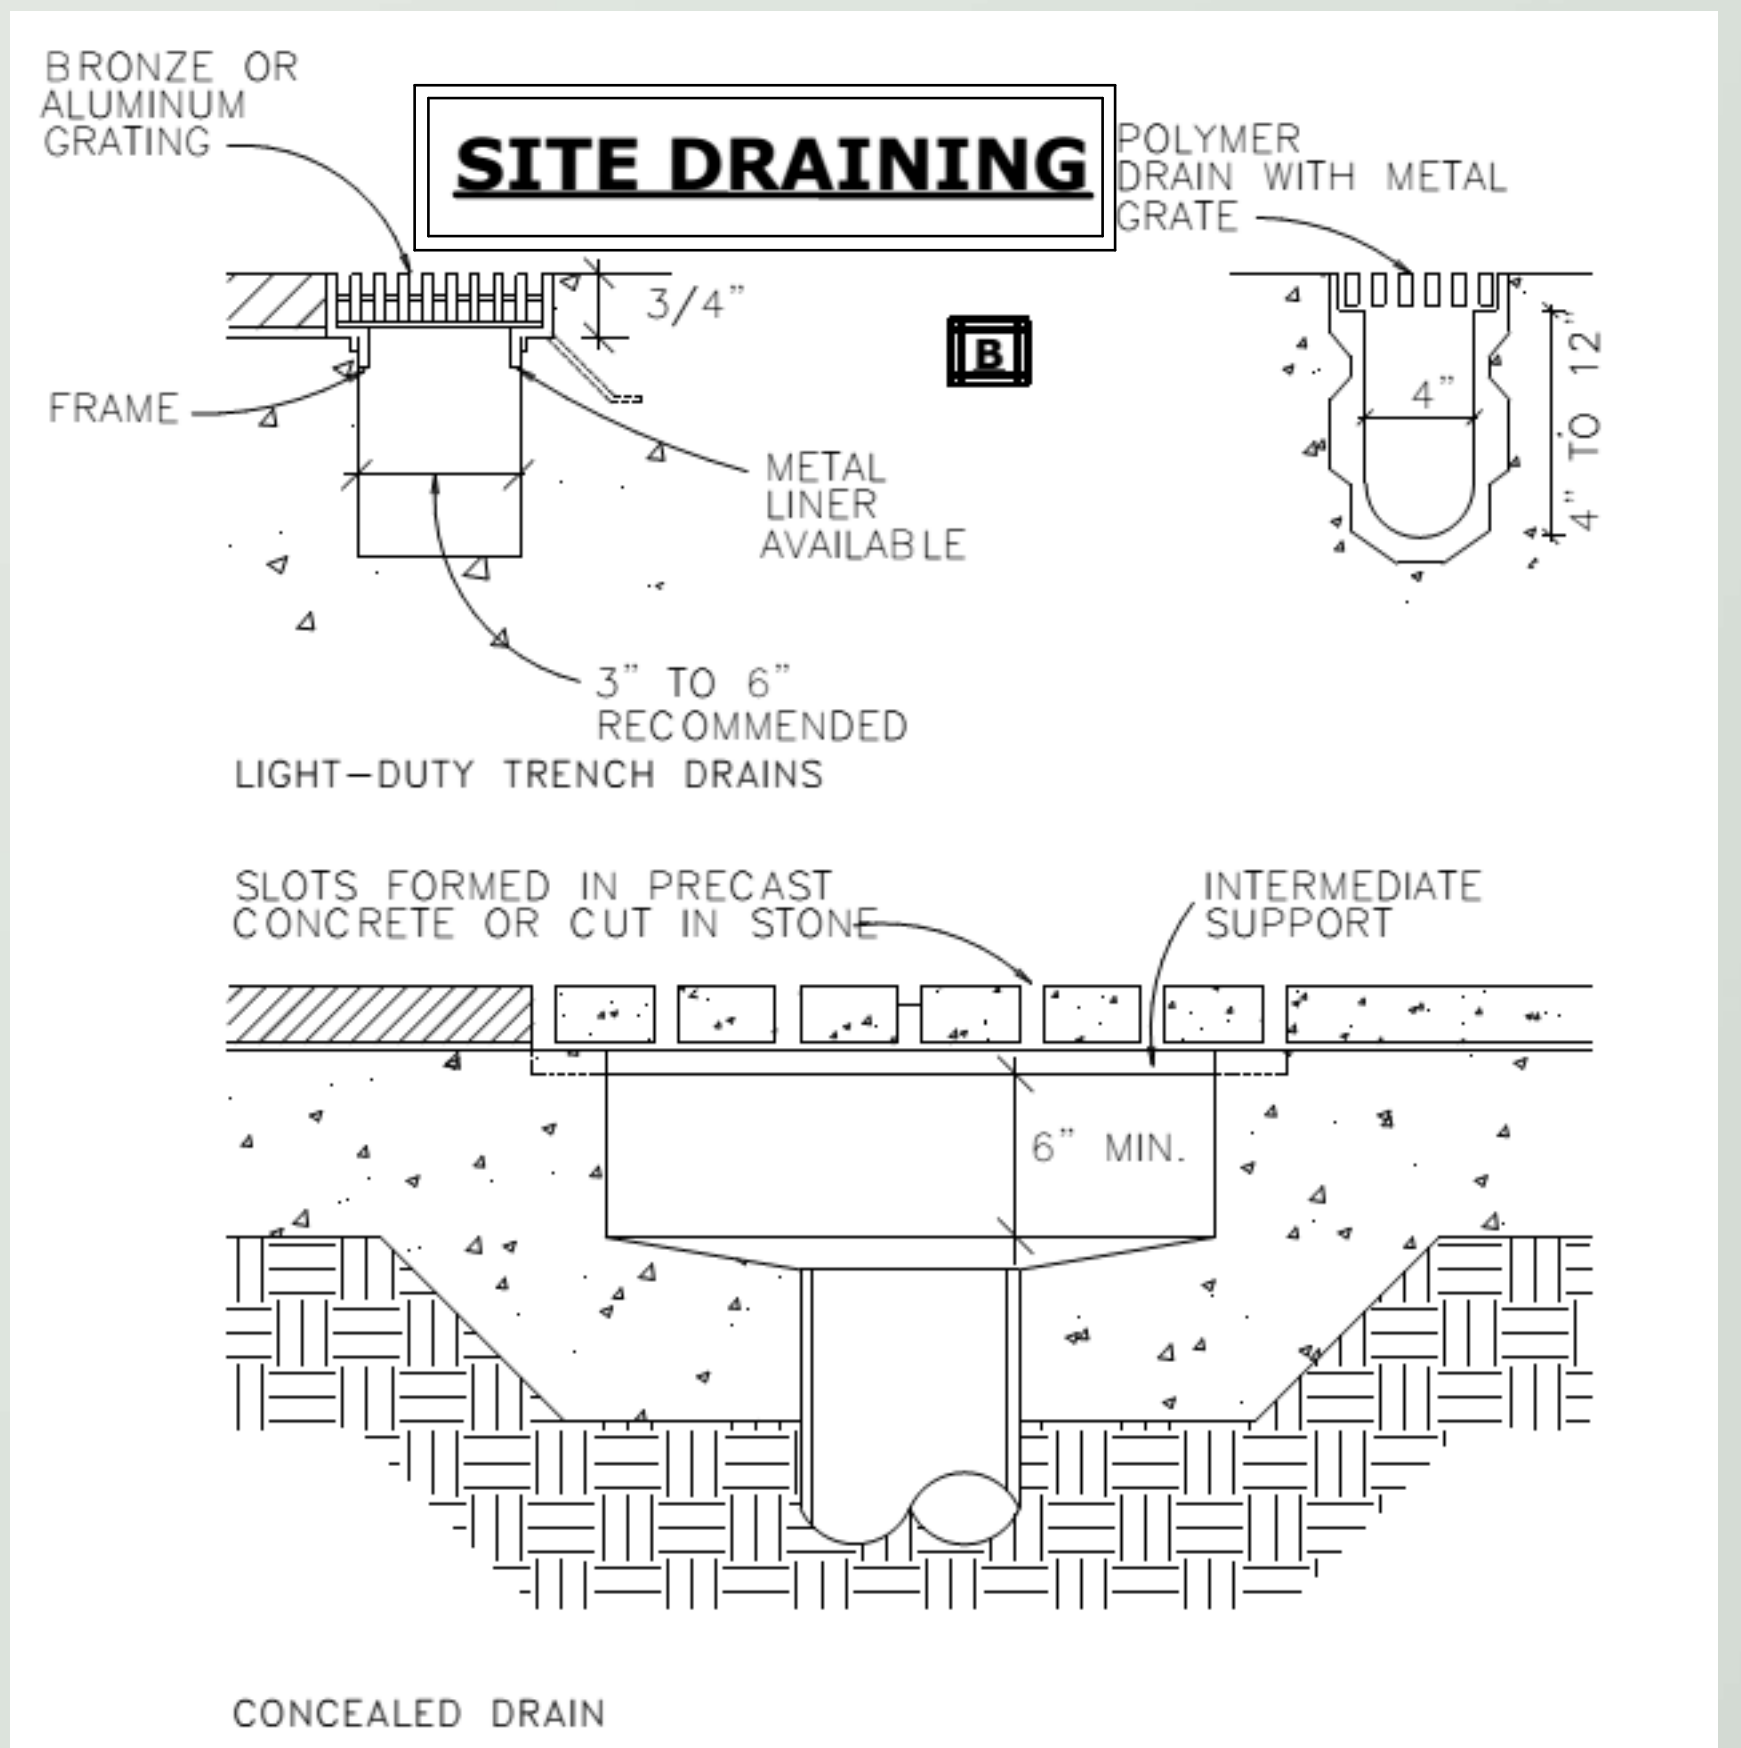 BRONZE OR
ALUMINUM
GRATING
SITE DRAINING
POLYMER
DRAIN WITH METAL
GRATE
3/4"
B
FRAME
4"
4" TO 12"
METAL
LINER
AVAILABLE
3" TO 6"
RECOMMENDED
LIGHT-DUTY TRENCH DRAINS
SLOTS FORMED IN PRECAST
CONCRETE OR CUT IN STONE
INTERMEDIATE
SUPPORT
6" MIN.
CONCEALED DRAIN